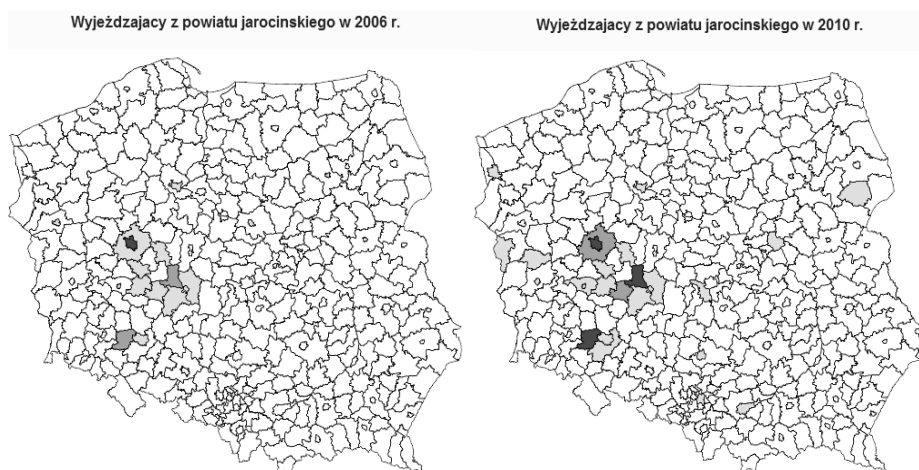 Wyjeżdzajacy z powiatu jarocinskiego w 2006 r.
Wyjeżdzajacy z powiatu jarocinskiego w 2010 r.